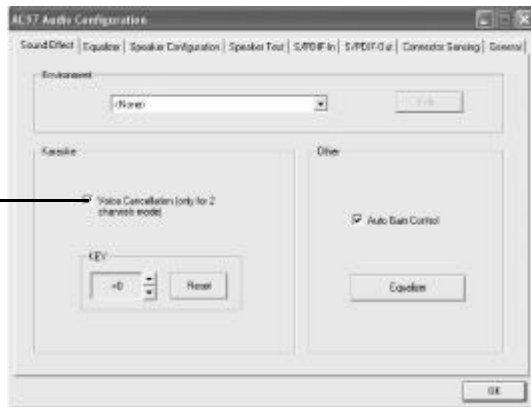 AC97 Audio Configuration
Sound Effect | Equalizer | Speaker Configuration | Speaker Test | S/PDIF-In | S/PDIF-Out | Connector Sensing | General
Environment
<None>
Edit
Karaoke
Other
Voice Cancellation (only for 2
channels mode)
Auto Gain Control
KEY
+0
Reset
Equalizer
OK